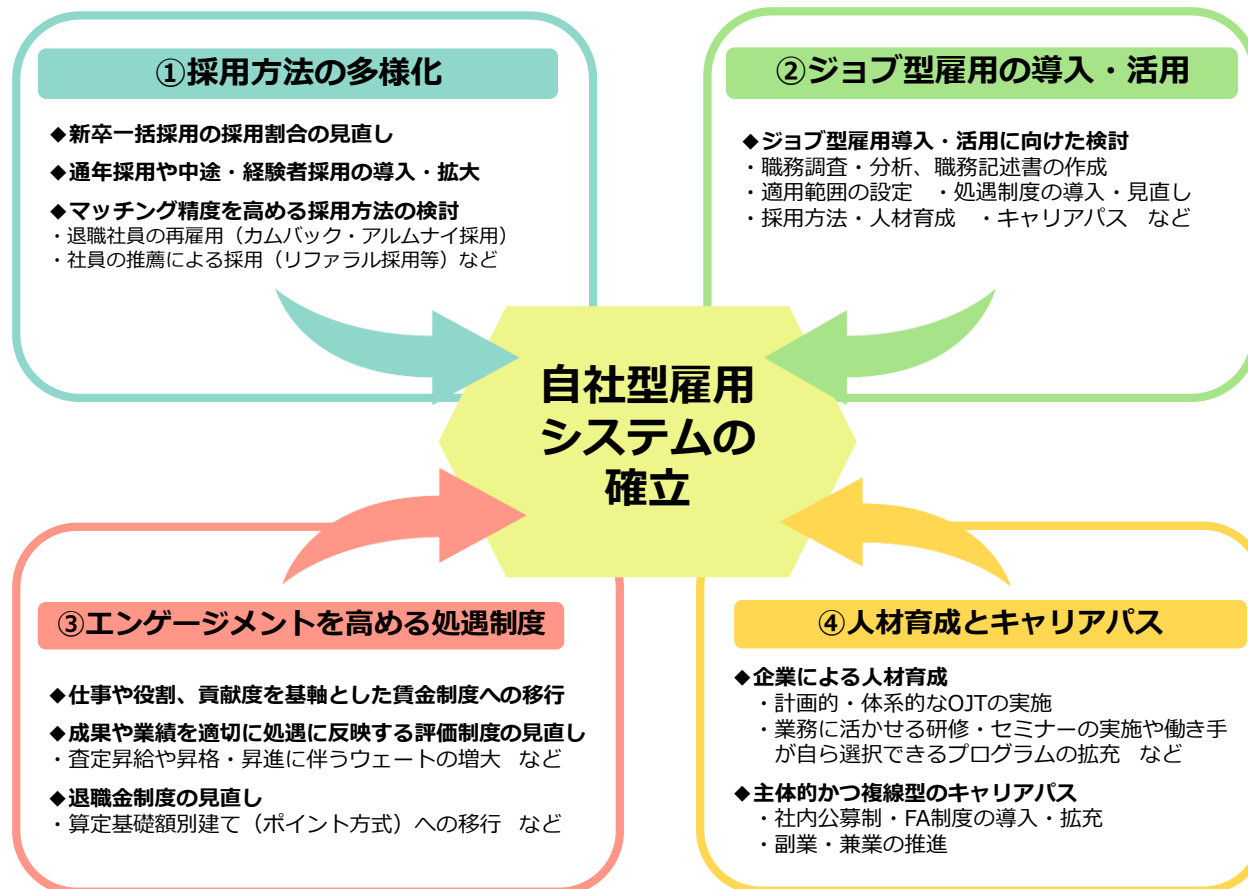 ①採用方法の多様化
◆新卒一括採用の採用割合の見直し
◆通年採用や中途・経験者採用の導入・拡大
◆マッチング精度を高める採用方法の検討
・退職社員の再雇用（カムバック・アルムナイ採用）
・社員の推薦による採用（リファラル採用等）など
②ジョブ型雇用の導入・活用
◆ジョブ型雇用導入・活用に向けた検討
・職務調査・分析、職務記述書の作成
・適用範囲の設定　・処遇制度の導入・見直し
・採用方法・人材育成　・キャリアパス　など
自社型雇用
システムの
確立
③エンゲージメントを高める処遇制度
◆仕事や役割、貢献度を基軸とした賃金制度への移行
◆成果や業績を適切に処遇に反映する評価制度の見直し
・査定昇給や昇格・昇進に伴うウェートの増大　など
◆退職金制度の見直し
・算定基礎額別建て（ポイント方式）への移行　など
④人材育成とキャリアパス
◆企業による人材育成
・計画的・体系的なOJTの実施
・業務に活かせる研修・セミナーの実施や働き手
が自ら選択できるプログラムの拡充　など
◆主体的かつ複線型のキャリアパス
・社内公募制・FA制度の導入・拡充
・副業・兼業の推進